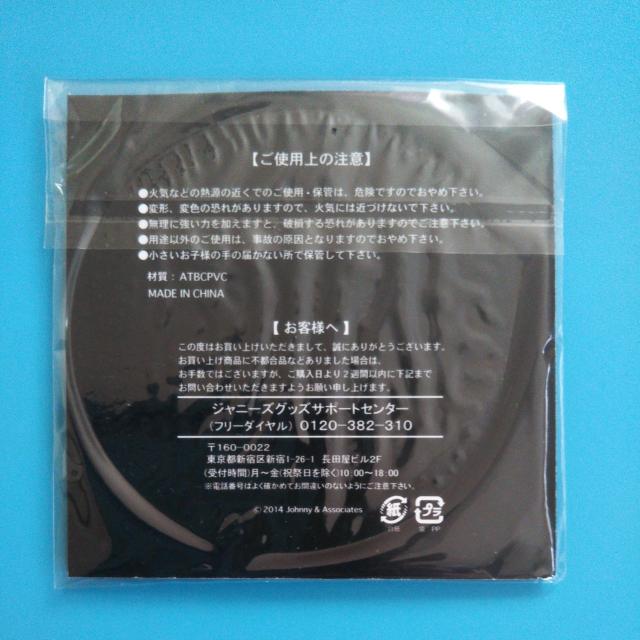 【ご使用上の注意】
●火気などの熱源の近くでのご使用・保管は、危険ですのでおやめ下さい。
●変形、変色の恐れがありますので、火気には近づけないで下さい。
●無理に強い力を加えますと、破損する恐れがありますのでご注意下さい。
●用途以外のご使用は、事故の原因となりますのでおやめ下さい。
●小さいお子様の手の届かない所で保管して下さい。
材質：ATBCPVC
MADE IN CHINA
【お客様へ】
この度はお買い上げいただきまして、誠にありがとうございます。
お買い上げ商品に不都合品などありました場合は、
お手数ではございますが、ご購入日より2週間以内に下記まで
お問い合わせいただきますようお願い申し上げます。
ジャニーズグッズサポートセンター
(フリーダイヤル) 0120-382-310
〒160-0022
東京都新宿区新宿1-26-1 長田屋ビル2F
(受付時間)月～金(祝祭日を除く)10:00～18:00
※電話番号はよく確かめてお間違いのないようにご注意ください。
©2014 Johnny & Associates
紙 プラ
台紙 袋 PP